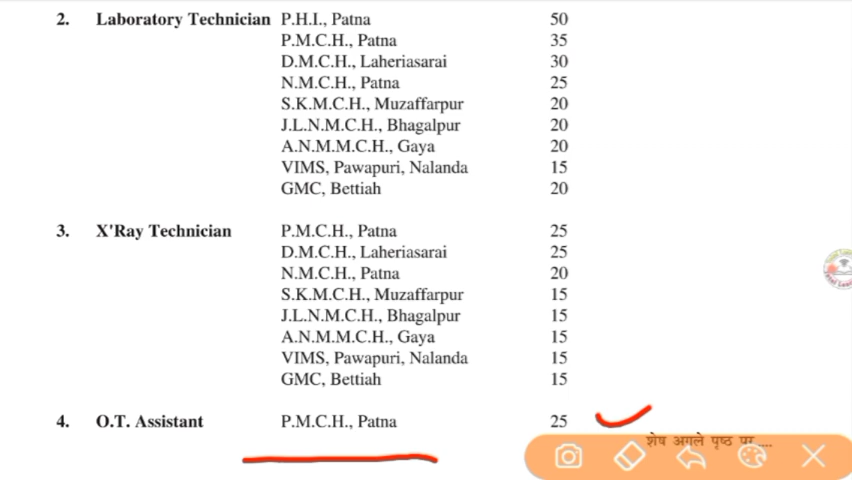 2. Laboratory Technician P.H.I., Patna 50
P.M.C.H., Patna 35
D.M.C.H., Laheriasarai 30
N.M.C.H., Patna 25
S.K.M.C.H., Muzaffarpur 20
J.L.N.M.C.H., Bhagalpur 20
A.N.M.M.C.H., Gaya 20
VIMS, Pawapuri, Nalanda 15
GMC, Bettiah 20
3. X'Ray Technician P.M.C.H., Patna 25
D.M.C.H., Laheriasarai 25
N.M.C.H., Patna 20
S.K.M.C.H., Muzaffarpur 15
J.L.N.M.C.H., Bhagalpur 15
A.N.M.M.C.H., Gaya 15
VIMS, Pawapuri, Nalanda 15
GMC, Bettiah 15
4. O.T. Assistant P.M.C.H., Patna 25
शेष अगले पृष्ठ पर ....